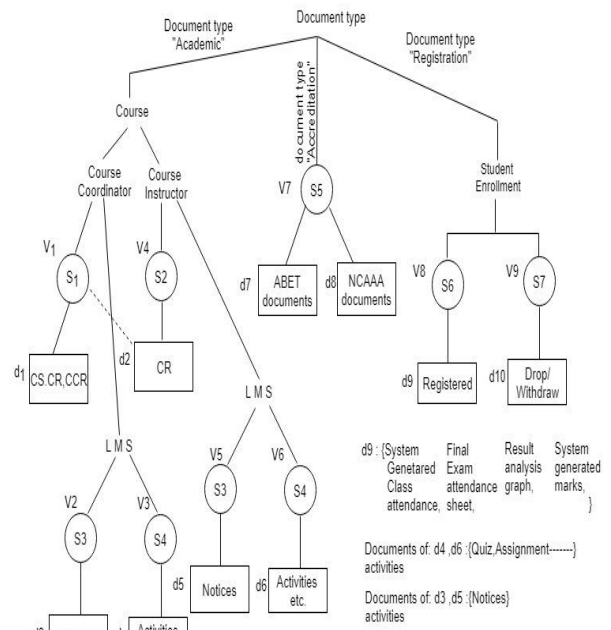 Document type
Document type
"Academic"
Document type
"Registration"
document type
"Accreditation"
Course
Course
Coordinator
Course
Instructor
Student
Enrollment
V1
S1
V4
S2
V7
S5
V8
S6
V9
S7
d1
CS.CR,CCR
d2
CR
d7
ABET
documents
d8
NCAAA
documents
d9
Registered
d10
Drop/
Withdraw
L M S
L M S
V2
S3
V3
S4
V5
S3
V6
S4
d5
Notices
d6
Activities
etc.
Activities
d9 :{System Final Result System
Genetared Exam analysis generated
Class attendance graph, marks,
attendance, sheet, }
Documents of: d4 ,d6 :{Quiz,Assignment-------}
activities
Documents of: d3 ,d5 :{Notices}
activities